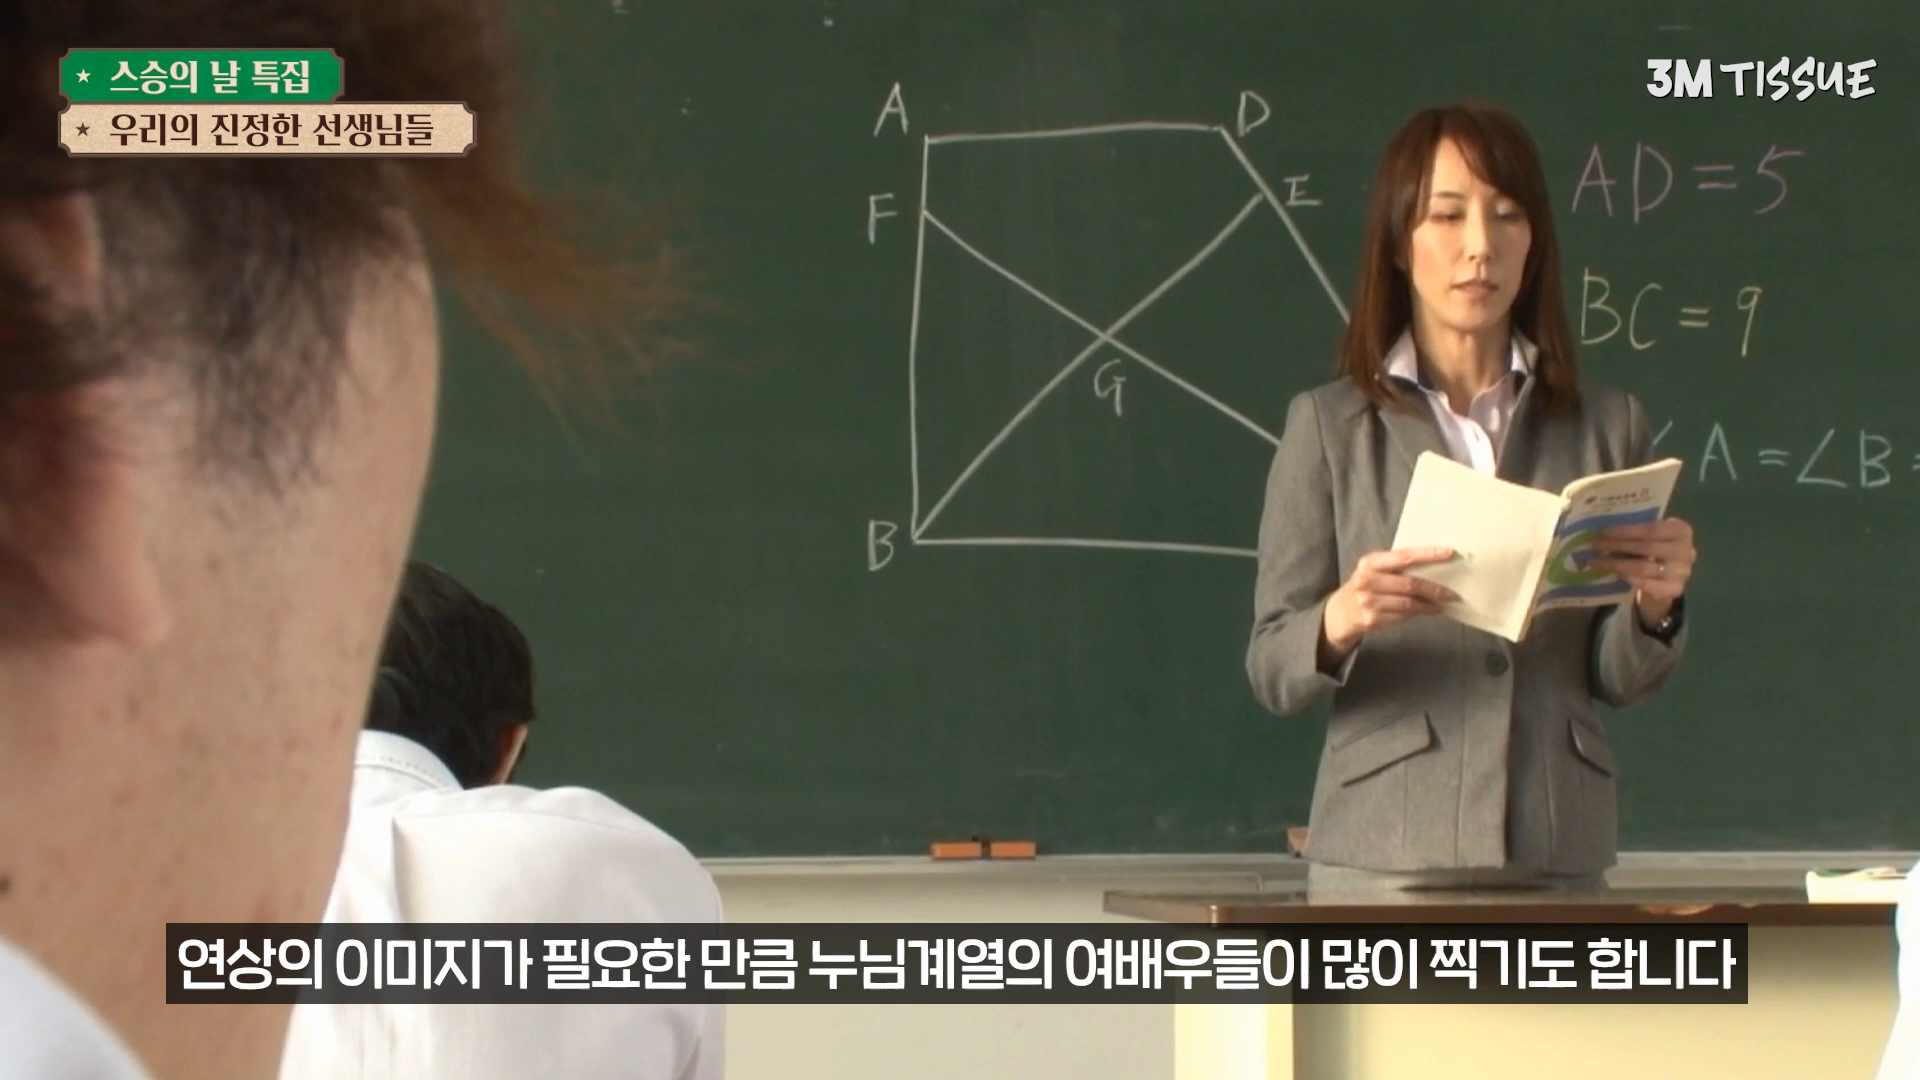 스승의 날 특집
우리의 진정한 선생님들
3M TISSUE
A
D
F
E
G
B
AD=5
BC=9
A=∠B=
연상의 이미지가 필요한 만큼 누님계열의 여배우들이 많이 찍기도 합니다